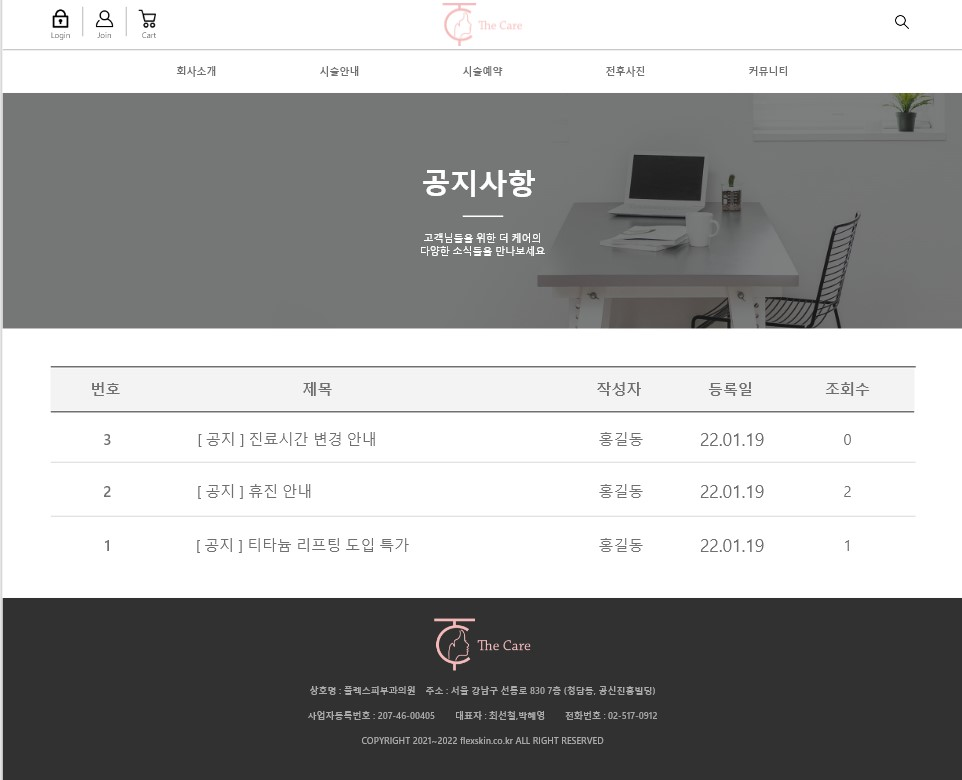 Login Join Cart
The Care
회사소개 시술안내 시술예약 전후사진 커뮤니티
공지사항
고객님들을 위한 더 케어의
다양한 소식들을 만나보세요
번호 제목 작성자 등록일 조회수
3 [ 공지 ] 진료시간 변경 안내 홍길동 22.01.19 0
2 [ 공지 ] 휴진 안내 홍길동 22.01.19 2
1 [ 공지 ] 티타늄 리프팅 도입 특가 홍길동 22.01.19 1
The Care
상호명 : 플렉스피부과의원 주소 : 서울 강남구 선릉로 830 7층 (청담동, 공신진흥빌딩)
사업자등록번호 : 207-46-00405 대표자 : 최선철,박혜영 전화번호 : 02-517-0912
COPYRIGHT 2021~2022 flexskin.co.kr ALL RIGHT RESERVED